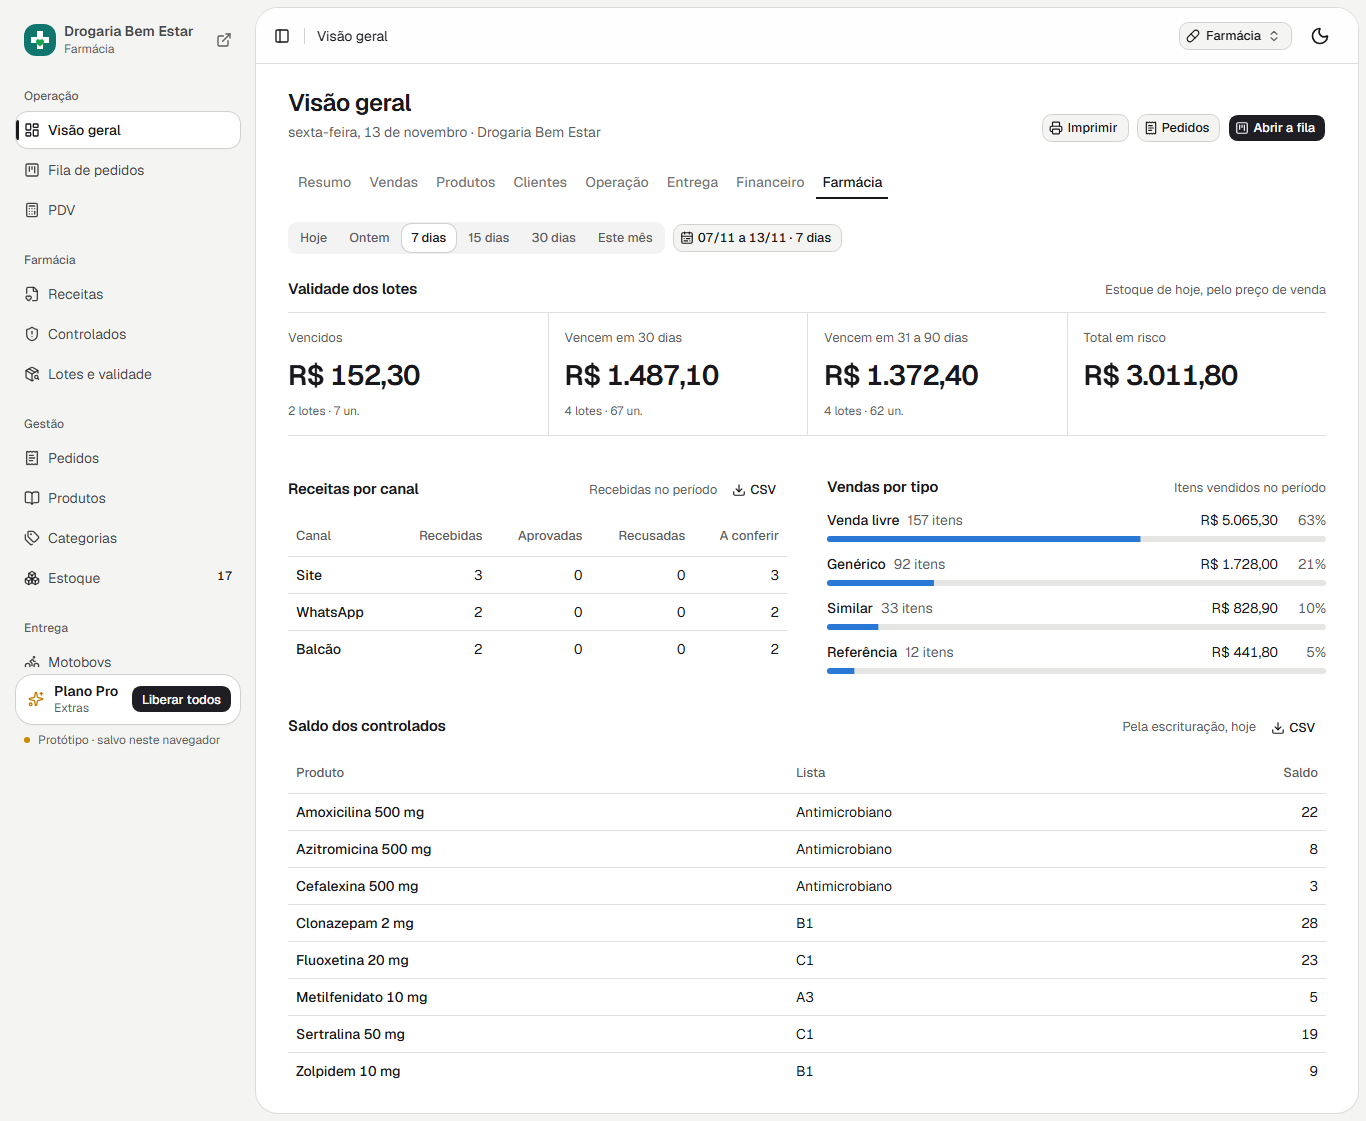 Drogaria Bem Estar
Farmácia
Operação
Visão geral
Fila de pedidos
PDV
Farmácia
Receitas
Controlados
Lotes e validade
Gestão
Pedidos
Produtos
Categorias
Estoque 17
Entrega
Motoboys
Plano Pro
Extras
Liberar todos
Protótipo · salvo neste navegador
Visão geral
Farmácia
Visão geral
sexta-feira, 13 de novembro · Drogaria Bem Estar
Imprimir Pedidos Abrir a fila
Resumo Vendas Produtos Clientes Operação Entrega Financeiro Farmácia
Hoje Ontem 7 dias 15 dias 30 dias Este mês 07/11 a 13/11 · 7 dias
Validade dos lotes Estoque de hoje, pelo preço de venda
Vencidos
R$ 152,30
2 lotes · 7 un.
Vencem em 30 dias
R$ 1.487,10
4 lotes · 67 un.
Vencem em 31 a 90 dias
R$ 1.372,40
4 lotes · 62 un.
Total em risco
R$ 3.011,80
Receitas por canal Recebidas no período CSV
Canal Recebidas Aprovadas Recusadas A conferir
Site 3 0 0 3
WhatsApp 2 0 0 2
Balcão 2 0 0 2
Vendas por tipo Itens vendidos no período
Venda livre 157 itens R$ 5.065,30 63%
Genérico 92 itens R$ 1.728,00 21%
Similar 33 itens R$ 828,90 10%
Referência 12 itens R$ 441,80 5%
Saldo dos controlados Pela escrituração, hoje CSV
Produto Lista Saldo
Amoxicilina 500 mg Antimicrobiano 22
Azitromicina 500 mg Antimicrobiano 8
Cefalexina 500 mg Antimicrobiano 3
Clonazepam 2 mg B1 28
Fluoxetina 20 mg C1 23
Metilfenidato 10 mg A3 5
Sertralina 50 mg C1 19
Zolpidem 10 mg B1 9